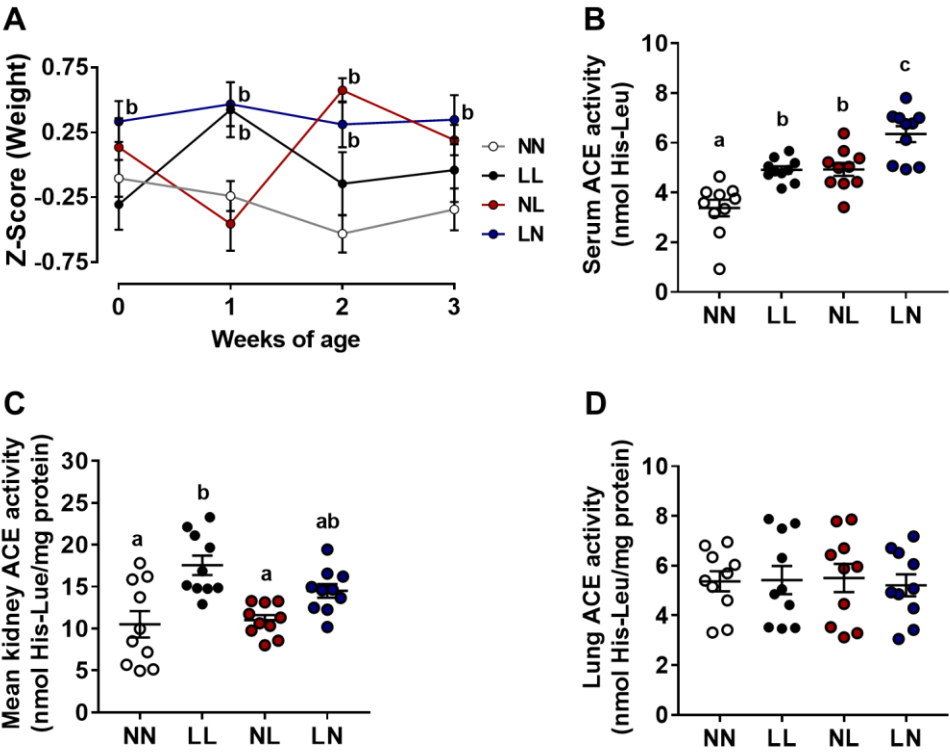 A
Z-Score (Weight)
0.75
0.25
-0.25
-0.75
b
b
b
b
b
b
b
0
1
2
3
Weeks of age
NN
LL
NL
LN
B
Serum ACE activity
(nmol His-Leu)
10
8
6
4
2
0
a
b
b
c
NN
LL
NL
LN
C
Mean kidney ACE activity
(nmol His-Lue/mg protein)
30
25
20
15
10
5
0
a
b
a
ab
NN
LL
NL
LN
D
Lung ACE activity
(nmol His-Leu/mg protein)
10
8
6
4
2
0
NN
LL
NL
LN